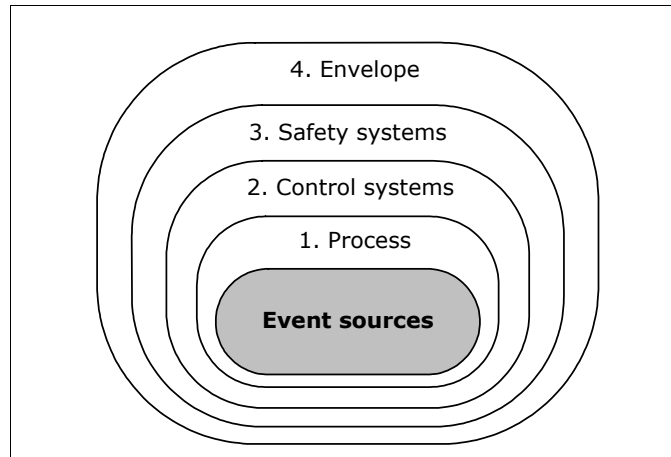 4. Envelope
3. Safety systems
2. Control systems
1. Process
Event sources